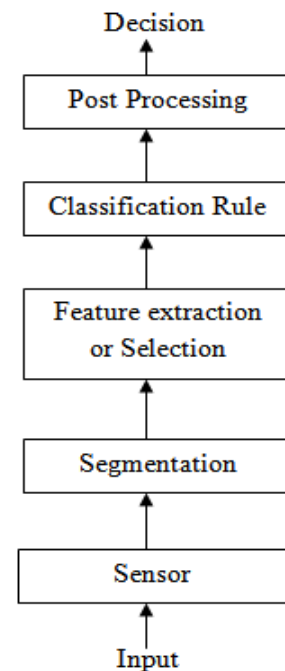 Decision
Post Processing
Classification Rule
Feature extraction
or Selection
Segmentation
Sensor
Input